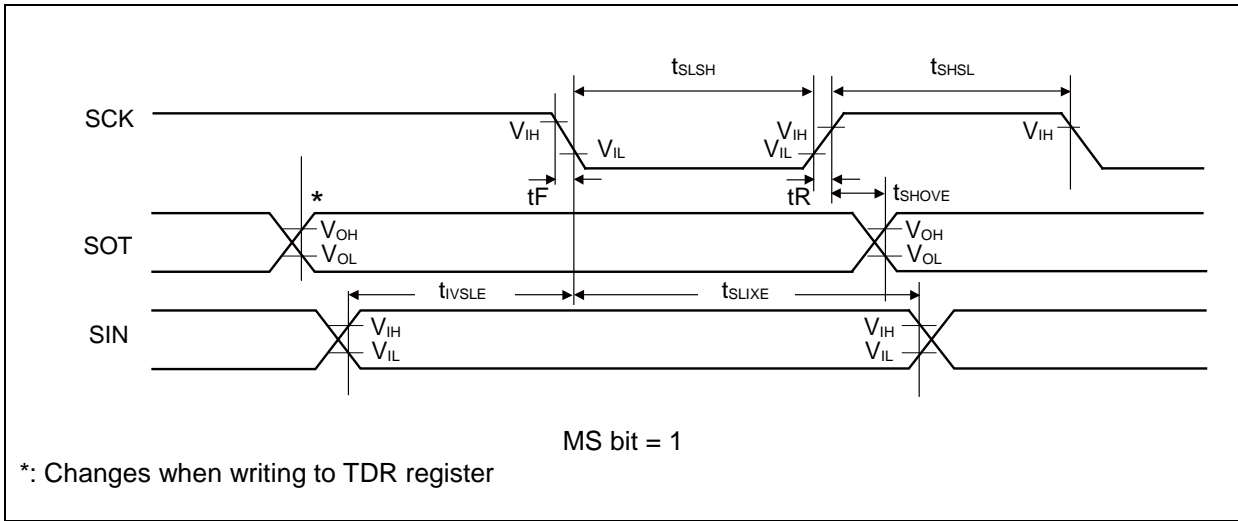 tSLSH tSHSL
SCK VIH VIL VIH VIL VIH
tF tR tSHOVE
*
SOT VOH VOL VOH VOL
tIVSLE tSLIXE
SIN VIH VIL VIH VIL
MS bit = 1
*: Changes when writing to TDR register